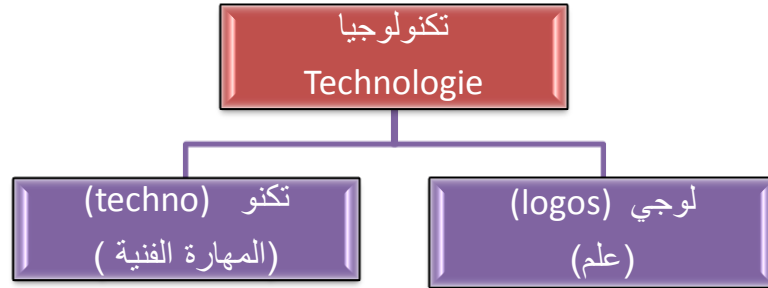 تكنولوجيا
Technologie
لوجي (logos)
(علم)
تكنو (techno)
(المهارة الفنية )